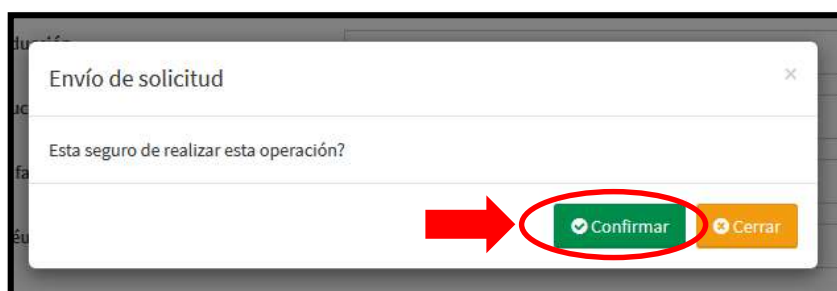 Envío de solicitud
×
Esta seguro de realizar esta operación?
Confirmar
Cerrar